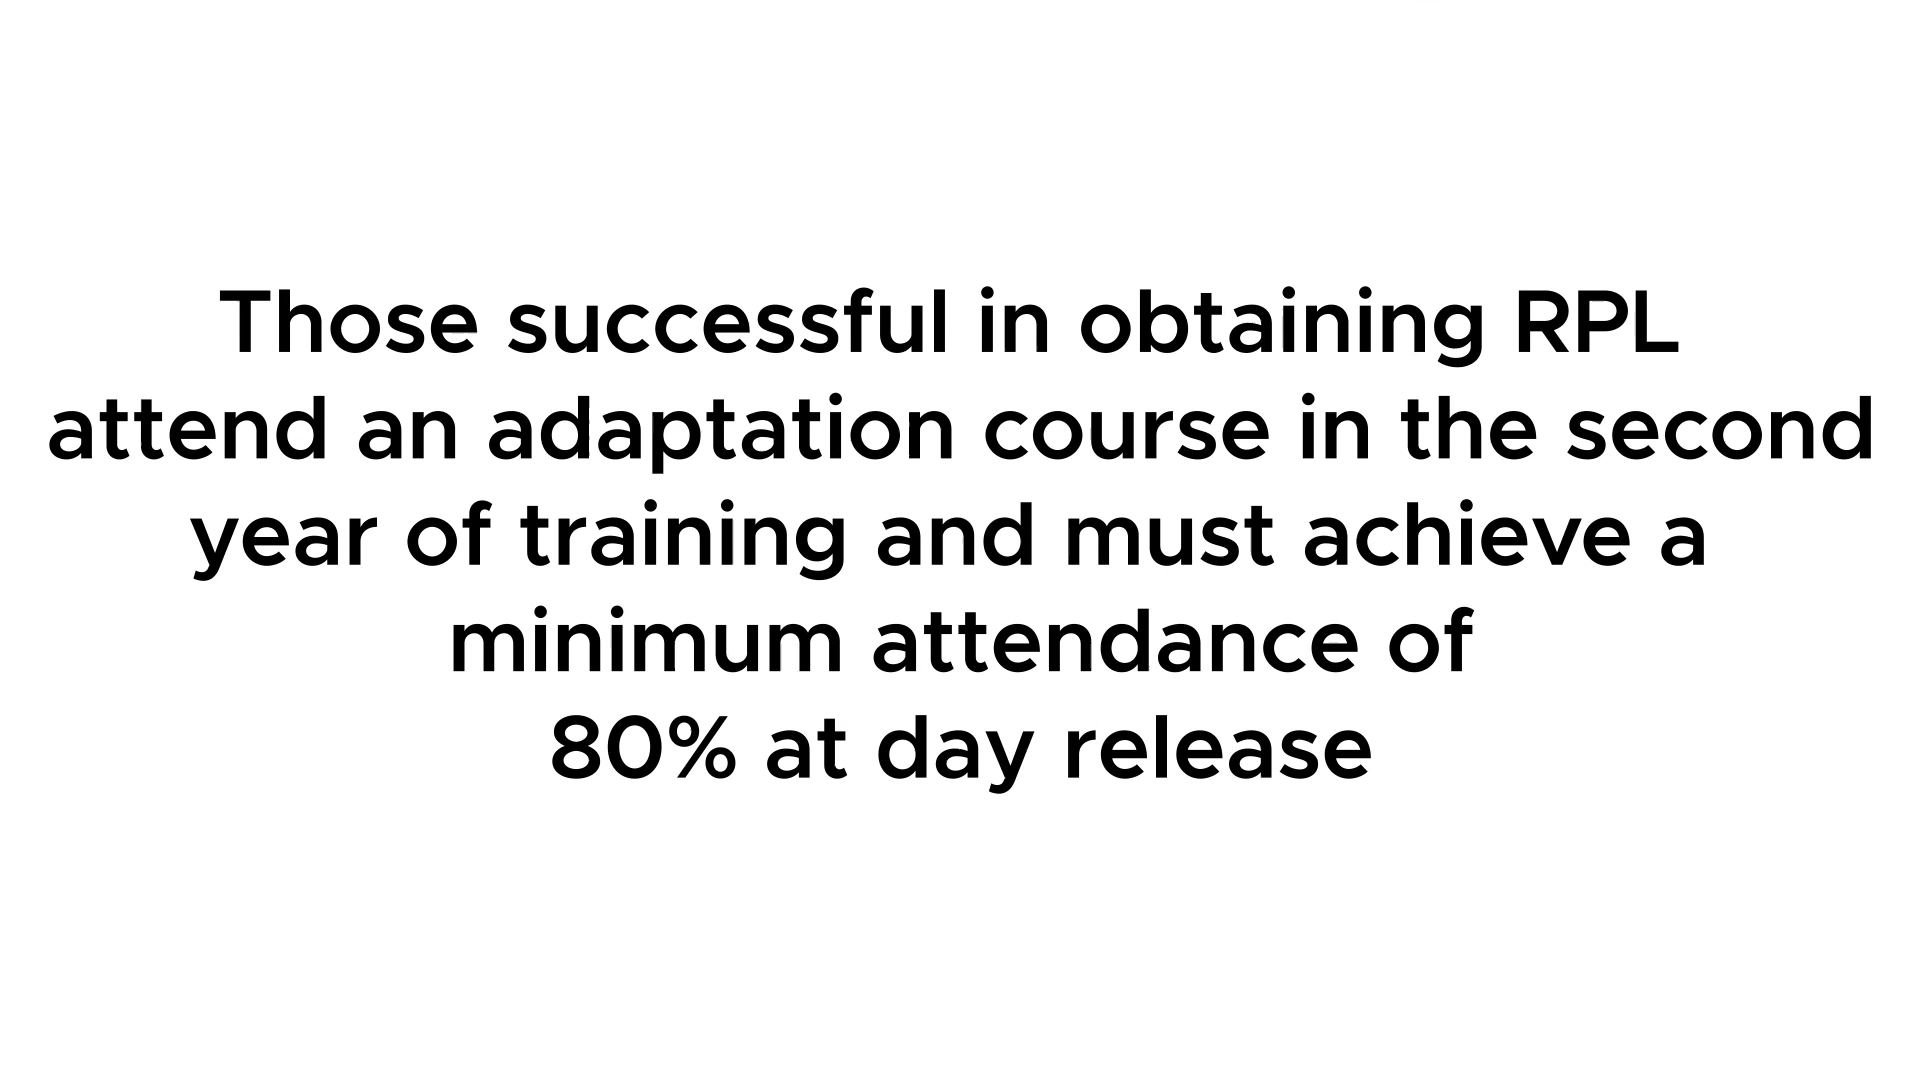 Those successful in obtaining RPL
attend an adaptation course in the second
year of training and must achieve a
minimum attendance of
80% at day release